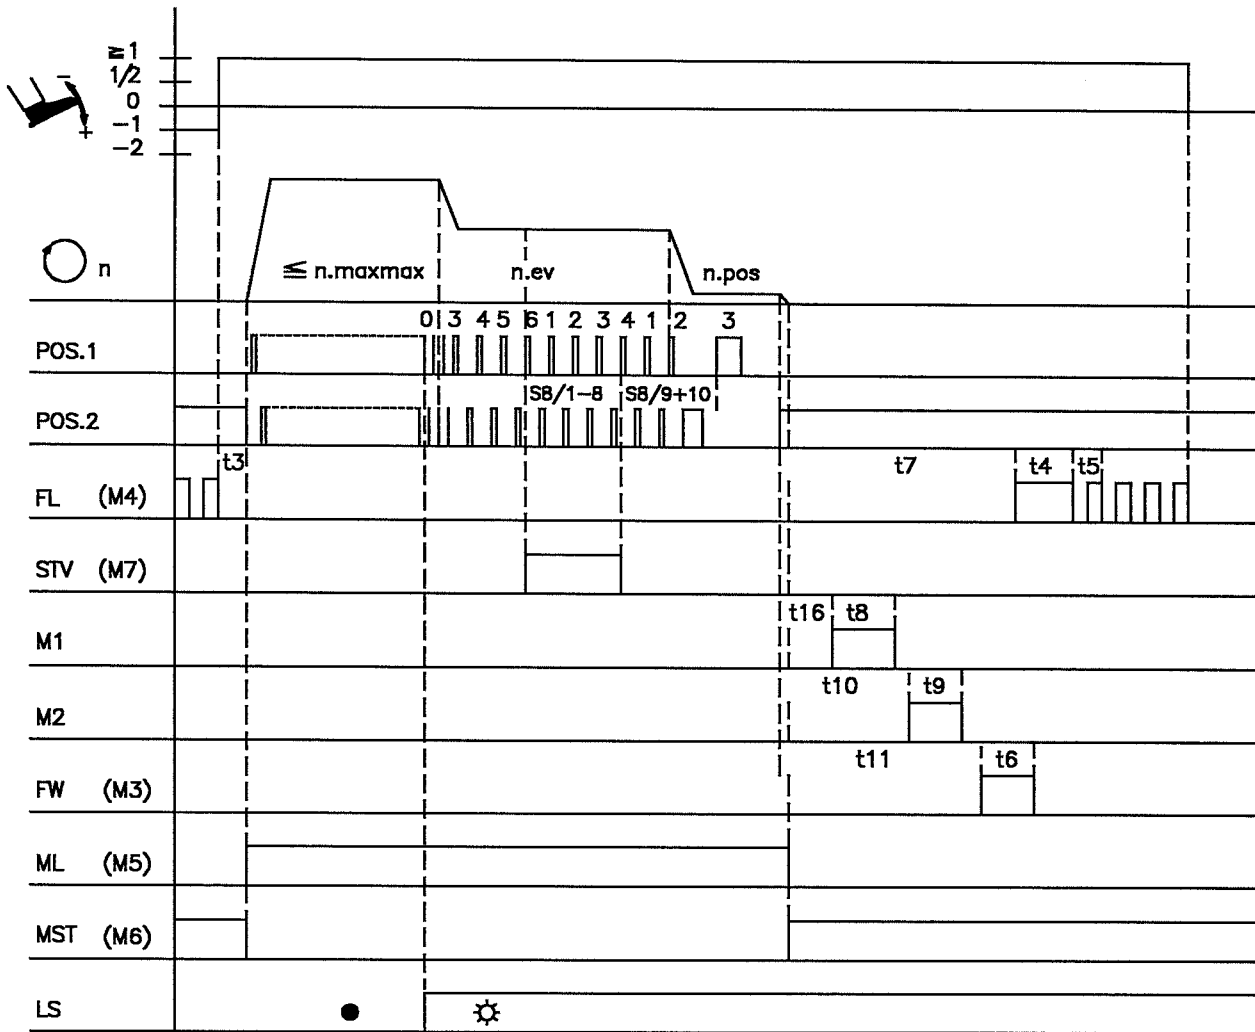 ≧ 1
1/2
0
−1
−2
−
+
n
≦ n.maxmax n.ev n.pos
0 3 4 5 6 1 2 3 4 1 2 3
POS.1
S8/1−8 S8/9+10
POS.2
t3 t7 t4 t5
FL (M4)
STV (M7)
t16 t8
M1
t10 t9
M2
t11 t6
FW (M3)
ML (M5)
MST (M6)
LS